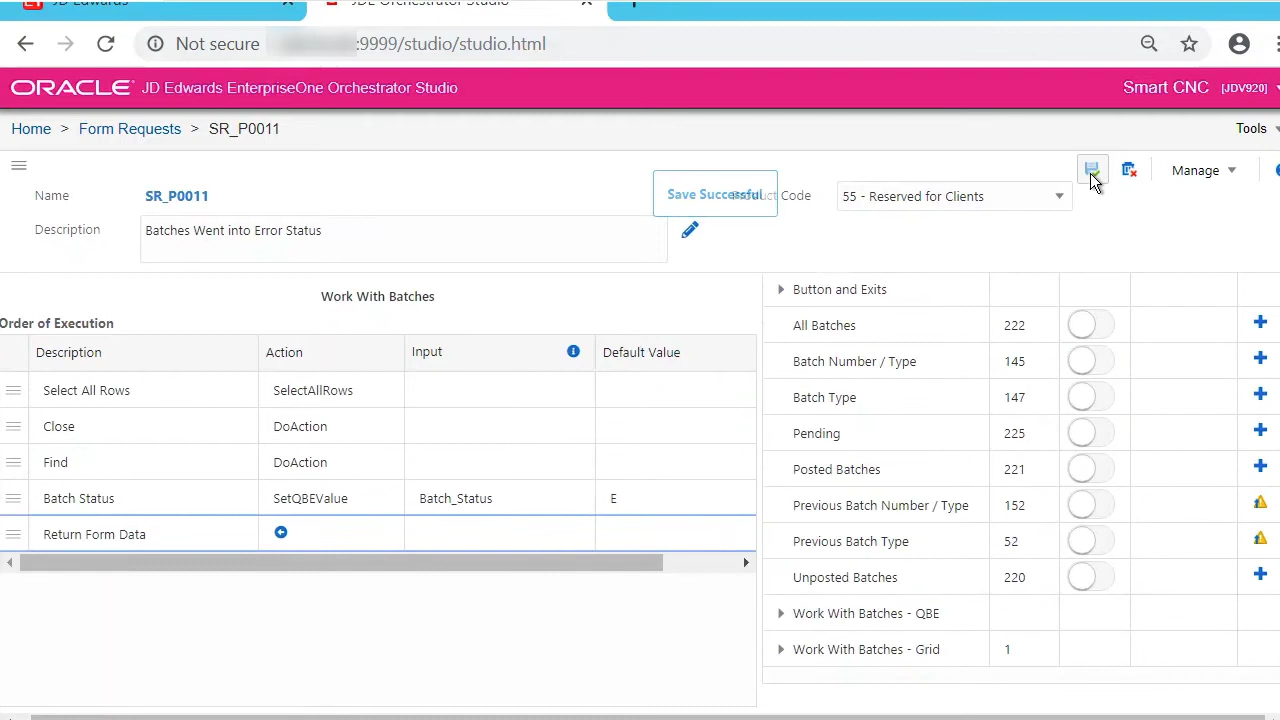 JD Edwards
JDE Orchestrator Studio
Not secure
:9999/studio/studio.html
ORACLE JD Edwards EnterpriseOne Orchestrator Studio
Smart CNC [JDV920]
Home > Form Requests > SR_P0011
Tools
Manage
Name SR_P0011
Save Successful
Code 55 - Reserved for Clients
Description Batches Went into Error Status
Work With Batches
Order of Execution
Description Action Input Default Value
Select All Rows SelectAllRows
Close DoAction
Find DoAction
Batch Status SetQBEValue Batch_Status E
Return Form Data
Button and Exits
All Batches 222
Batch Number / Type 145
Batch Type 147
Pending 225
Posted Batches 221
Previous Batch Number / Type 152
Previous Batch Type 52
Unposted Batches 220
Work With Batches - QBE
Work With Batches - Grid 1